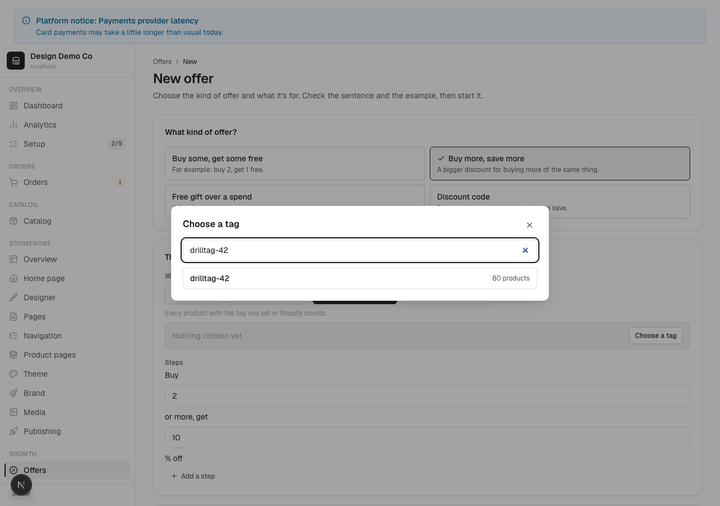 Platform notice: Payments provider latency
Card payments may take a little longer than usual today.
Design Demo Co
localhost
OVERVIEW
Dashboard
Analytics
Setup 2/9
ORDERS
Orders 1
CATALOG
Catalog
STOREFRONT
Overview
Home page
Designer
Pages
Navigation
Product pages
Theme
Brand
Media
Publishing
GROWTH
Offers
N
Offers > New
New offer
Choose the kind of offer and what it's for. Check the sentence and the example, then start it.
What kind of offer?
Buy some, get some free
For example: buy 2, get 1 free.
Buy more, save more
A bigger discount for buying more of the same thing.
Free gift over a spend
Discount code
save.
Choose a tag
drilltag-42
drilltag-42 80 products
Every product with the tag you set in Shopify counts.
Nothing chosen yet
Choose a tag
Steps
Buy
2
or more, get
10
% off
+ Add a step